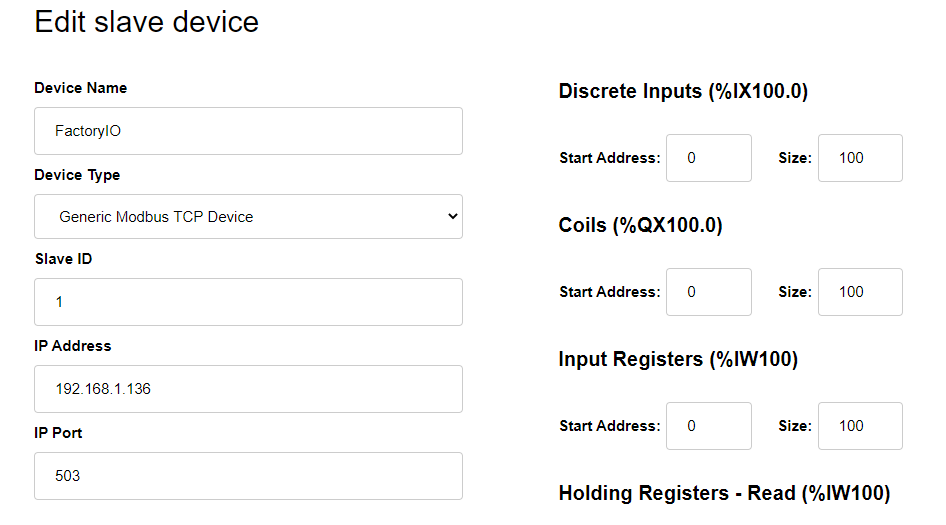 Edit slave device
Device Name
FactoryIO
Device Type
Generic Modbus TCP Device
Slave ID
1
IP Address
192.168.1.136
IP Port
503
Discrete Inputs (%IX100.0)
Start Address: 0 Size: 100
Coils (%QX100.0)
Start Address: 0 Size: 100
Input Registers (%IW100)
Start Address: 0 Size: 100
Holding Registers - Read (%IW100)